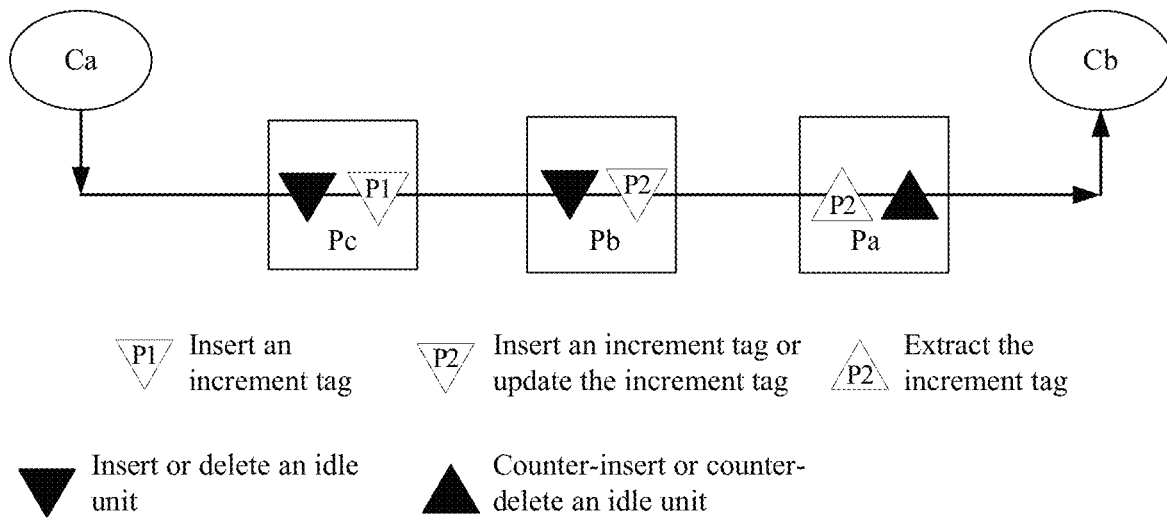 Ca
Cb
P1
P2
P2
Pc
Pb
Pa
P1
Insert an
increment tag
P2
Insert an increment tag or
update the increment tag
P2
Extract the
increment tag
Insert or delete an idle
unit
Counter-insert or counter-
delete an idle unit